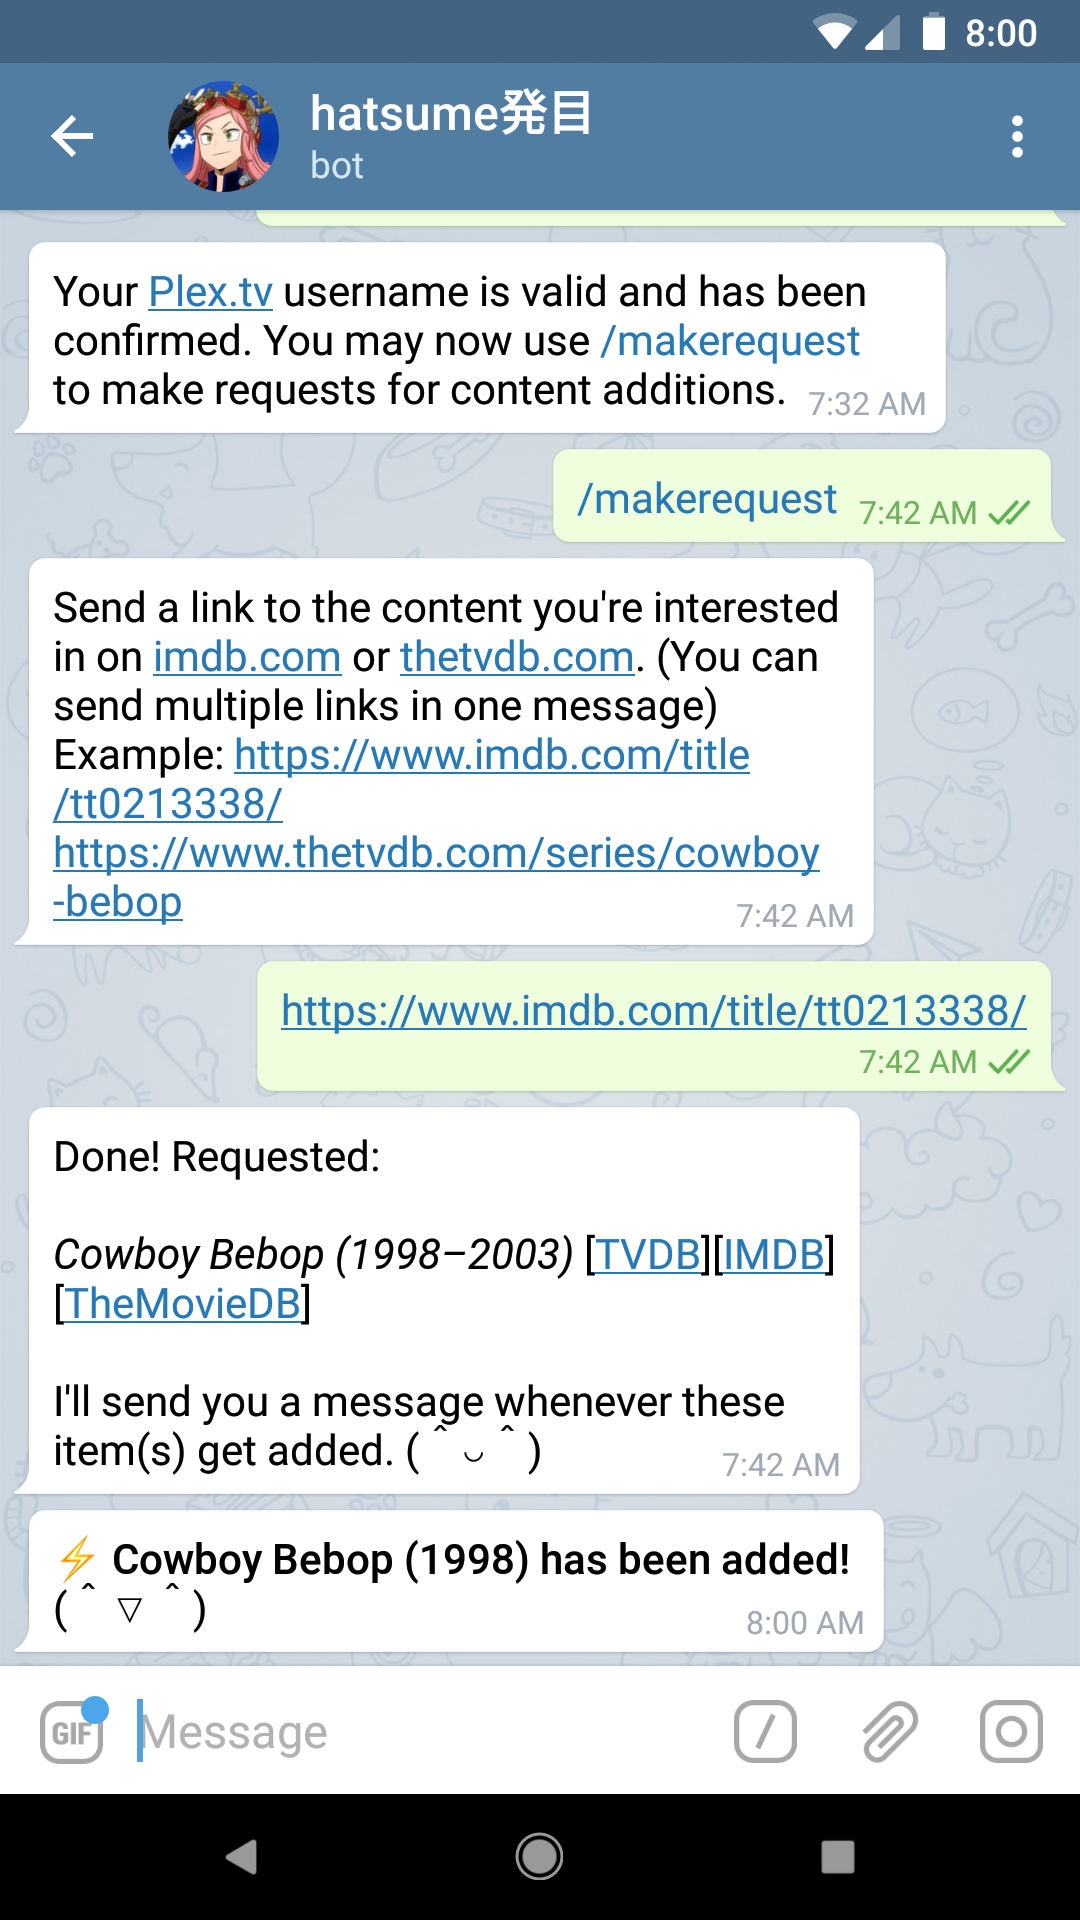 8:00
hatsume発目
bot
Your Plex.tv username is valid and has been
confirmed. You may now use /makerequest
to make requests for content additions. 7:32 AM
/makerequest 7:42 AM
Send a link to the content you're interested
in on imdb.com or thetvdb.com. (You can
send multiple links in one message)
Example: https://www.imdb.com/title
/tt0213338/
https://www.thetvdb.com/series/cowboy
-bebop 7:42 AM
https://www.imdb.com/title/tt0213338/
7:42 AM
Done! Requested:
Cowboy Bebop (1998–2003) [TVDB][IMDB]
[TheMovieDB]
I'll send you a message whenever these
item(s) get added. ( ˆ ᴗ ˆ ) 7:42 AM
⚡ Cowboy Bebop (1998) has been added!
( ˆ ▽ ˆ ) 8:00 AM
GIF Message /